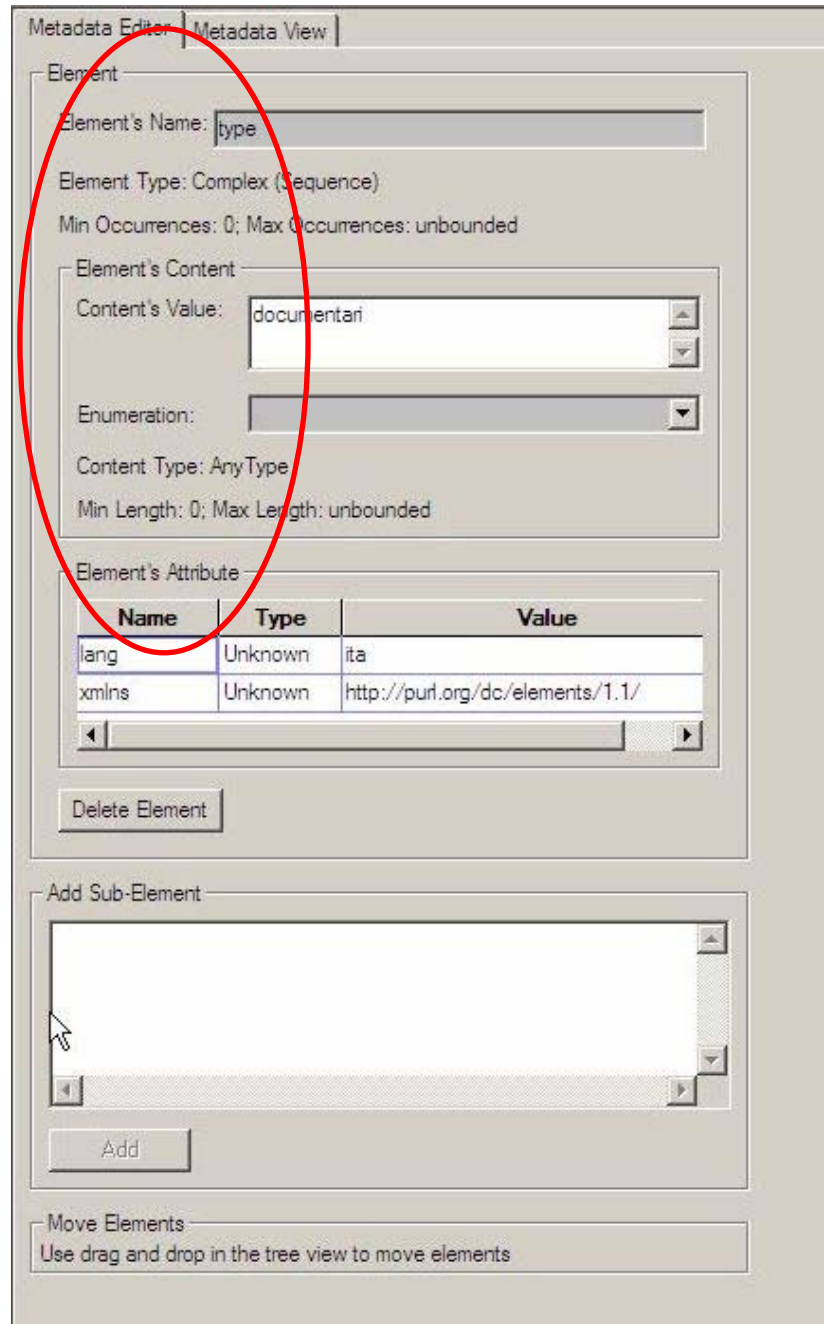 Metadata Editor Metadata View
Element
Element's Name: type
Element Type: Complex (Sequence)
Min Occurrences: 0; Max Occurrences: unbounded
Element's Content
Content's Value: documentari
Enumeration:
Content Type: AnyType
Min Length: 0; Max Length: unbounded
Element's Attribute
Name Type Value
lang Unknown ita
xmlns Unknown http://purl.org/dc/elements/1.1/
Delete Element
Add Sub-Element
Add
Move Elements
Use drag and drop in the tree view to move elements